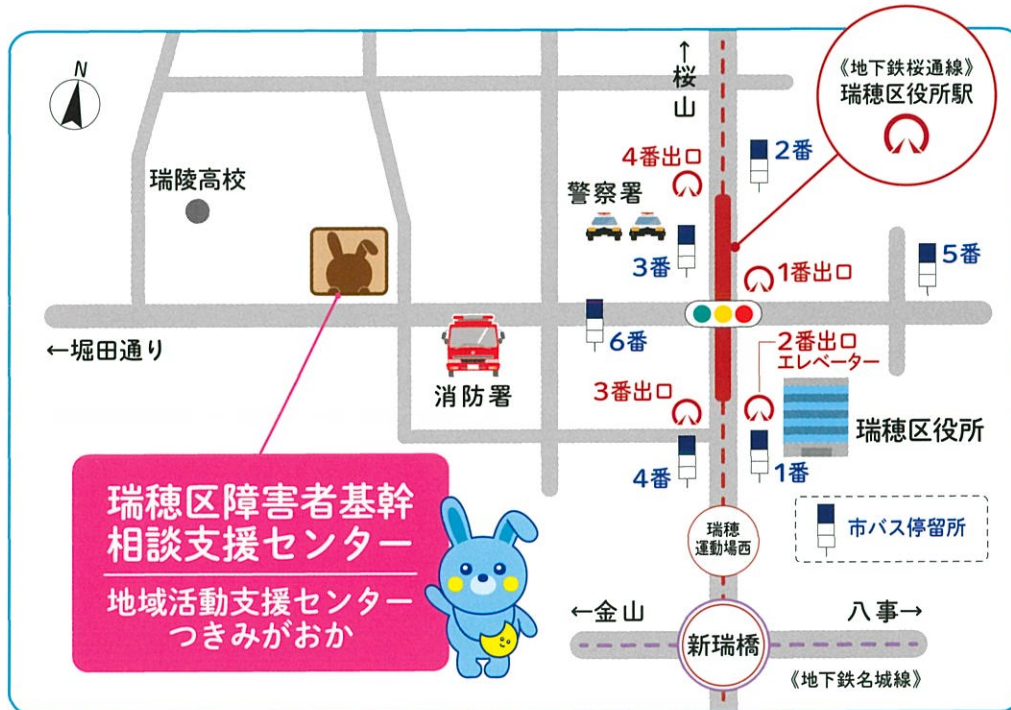 N
↑桜山
《地下鉄桜通線》
瑞穂区役所駅
4番出口
2番
瑞陵高校
警察署
3番
1番出口
5番
←堀田通り
6番
2番出口
エレベーター
消防署
3番出口
瑞穂区役所
4番
1番
瑞穂区障害者基幹
相談支援センター
地域活動支援センター
つきみがおか
市バス停留所
瑞穂
運動場西
←金山
八事→
新瑞橋
《地下鉄名城線》